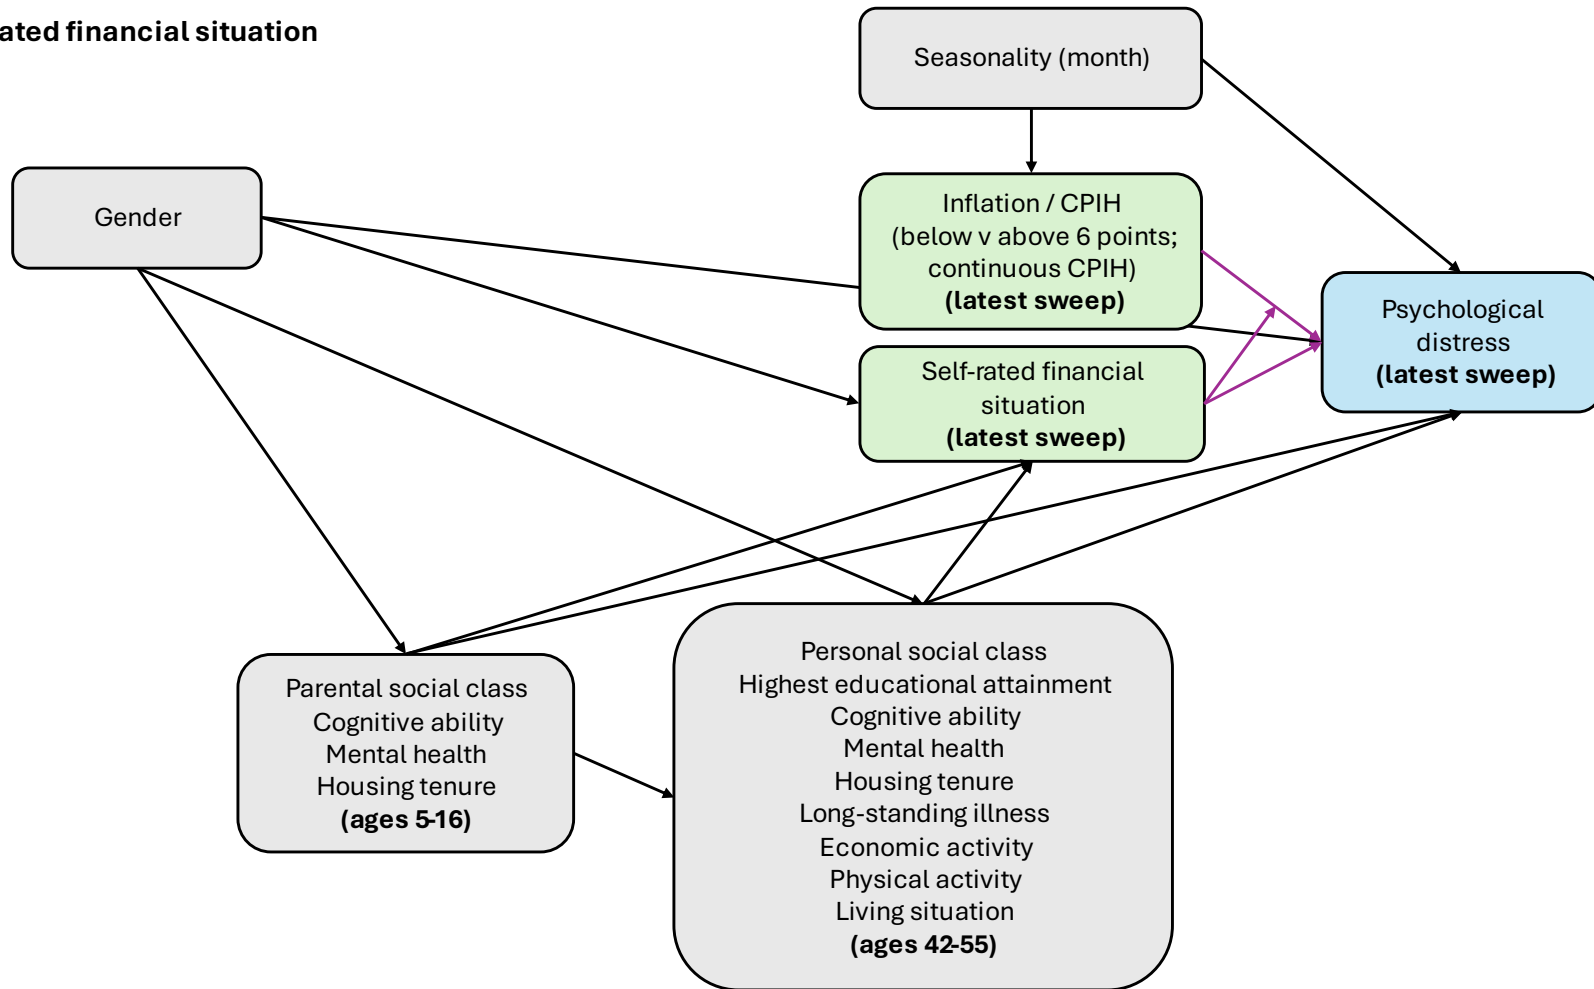 ated financial situation
Seasonality (month)
Gender
Inflation / CPIH
(below v above 6 points;
continuous CPIH)
(latest sweep)
Self-rated financial
situation
(latest sweep)
Psychological
distress
(latest sweep)
Parental social class
Cognitive ability
Mental health
Housing tenure
(ages 5-16)
Personal social class
Highest educational attainment
Cognitive ability
Mental health
Housing tenure
Long-standing illness
Economic activity
Physical activity
Living situation
(ages 42-55)